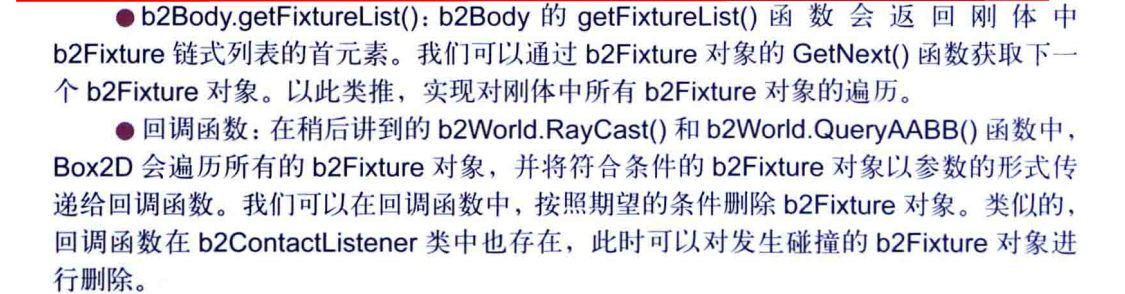 ●b2Body.getFixtureList()：b2Body 的 getFixtureList() 函数会返回刚体中
b2Fixture 链式列表的首元素。我们可以通过 b2Fixture 对象的 GetNext() 函数获取下一
个 b2Fixture 对象。以此类推，实现对刚体中所有 b2Fixture 对象的遍历。
●回调函数：在稍后讲到的 b2World.RayCast() 和 b2World.QueryAABB() 函数中，
Box2D 会遍历所有的 b2Fixture 对象，并将符合条件的 b2Fixture 对象以参数的形式传
递给回调函数。我们可以在回调函数中，按照期望的条件删除 b2Fixture 对象。类似的，
回调函数在 b2ContactListener 类中也存在，此时可以对发生碰撞的 b2Fixture 对象进
行删除。